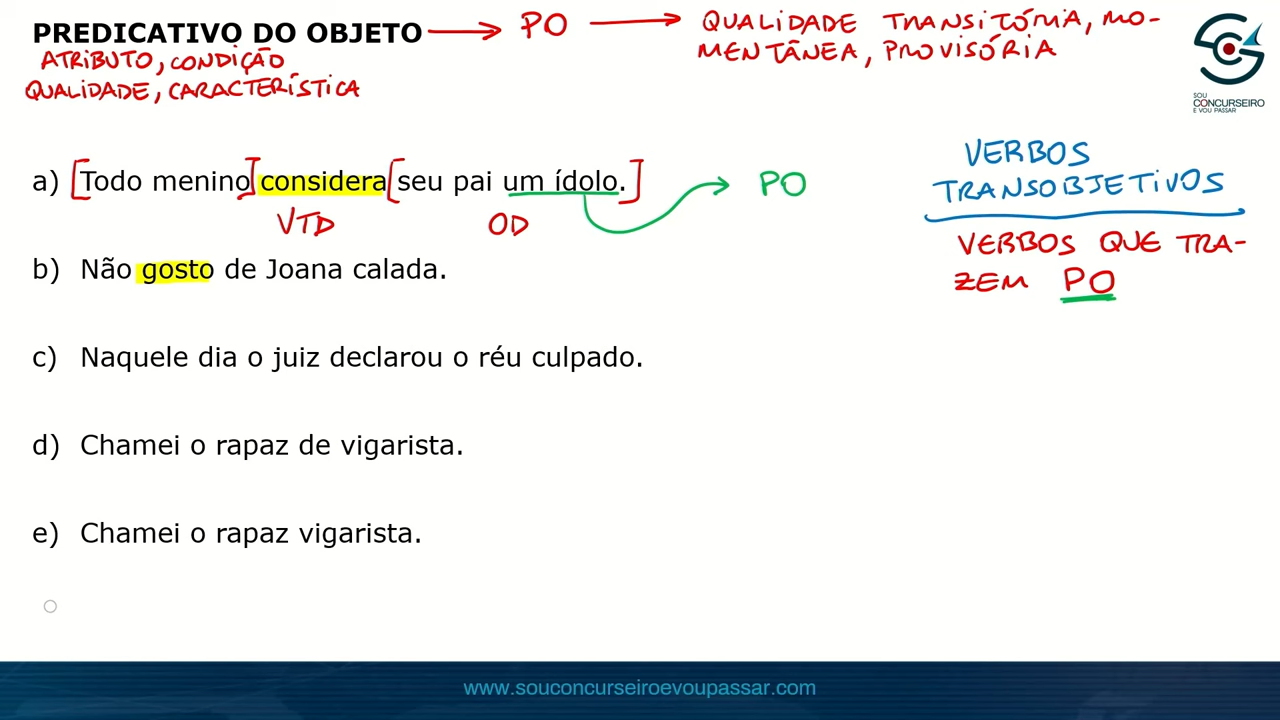 PREDICATIVO DO OBJETO PO QUALIDADE TRANSITÓRIA, MO-
MENTÂNEA, PROVISÓRIA
ATRIBUTO, CONDIÇÃO
QUALIDADE, CARACTERÍSTICA
SOU
CONCURSEIRO
E VOU PASSAR
a) [Todo menino] considera [seu pai um ídolo.] PO
VTD OD
VERBOS
TRANSOBJETIVOS
VERBOS QUE TRA-
ZEM PO
b) Não gosto de Joana calada.
c) Naquele dia o juiz declarou o réu culpado.
d) Chamei o rapaz de vigarista.
e) Chamei o rapaz vigarista.
www.souconcurseiroevoupassar.com